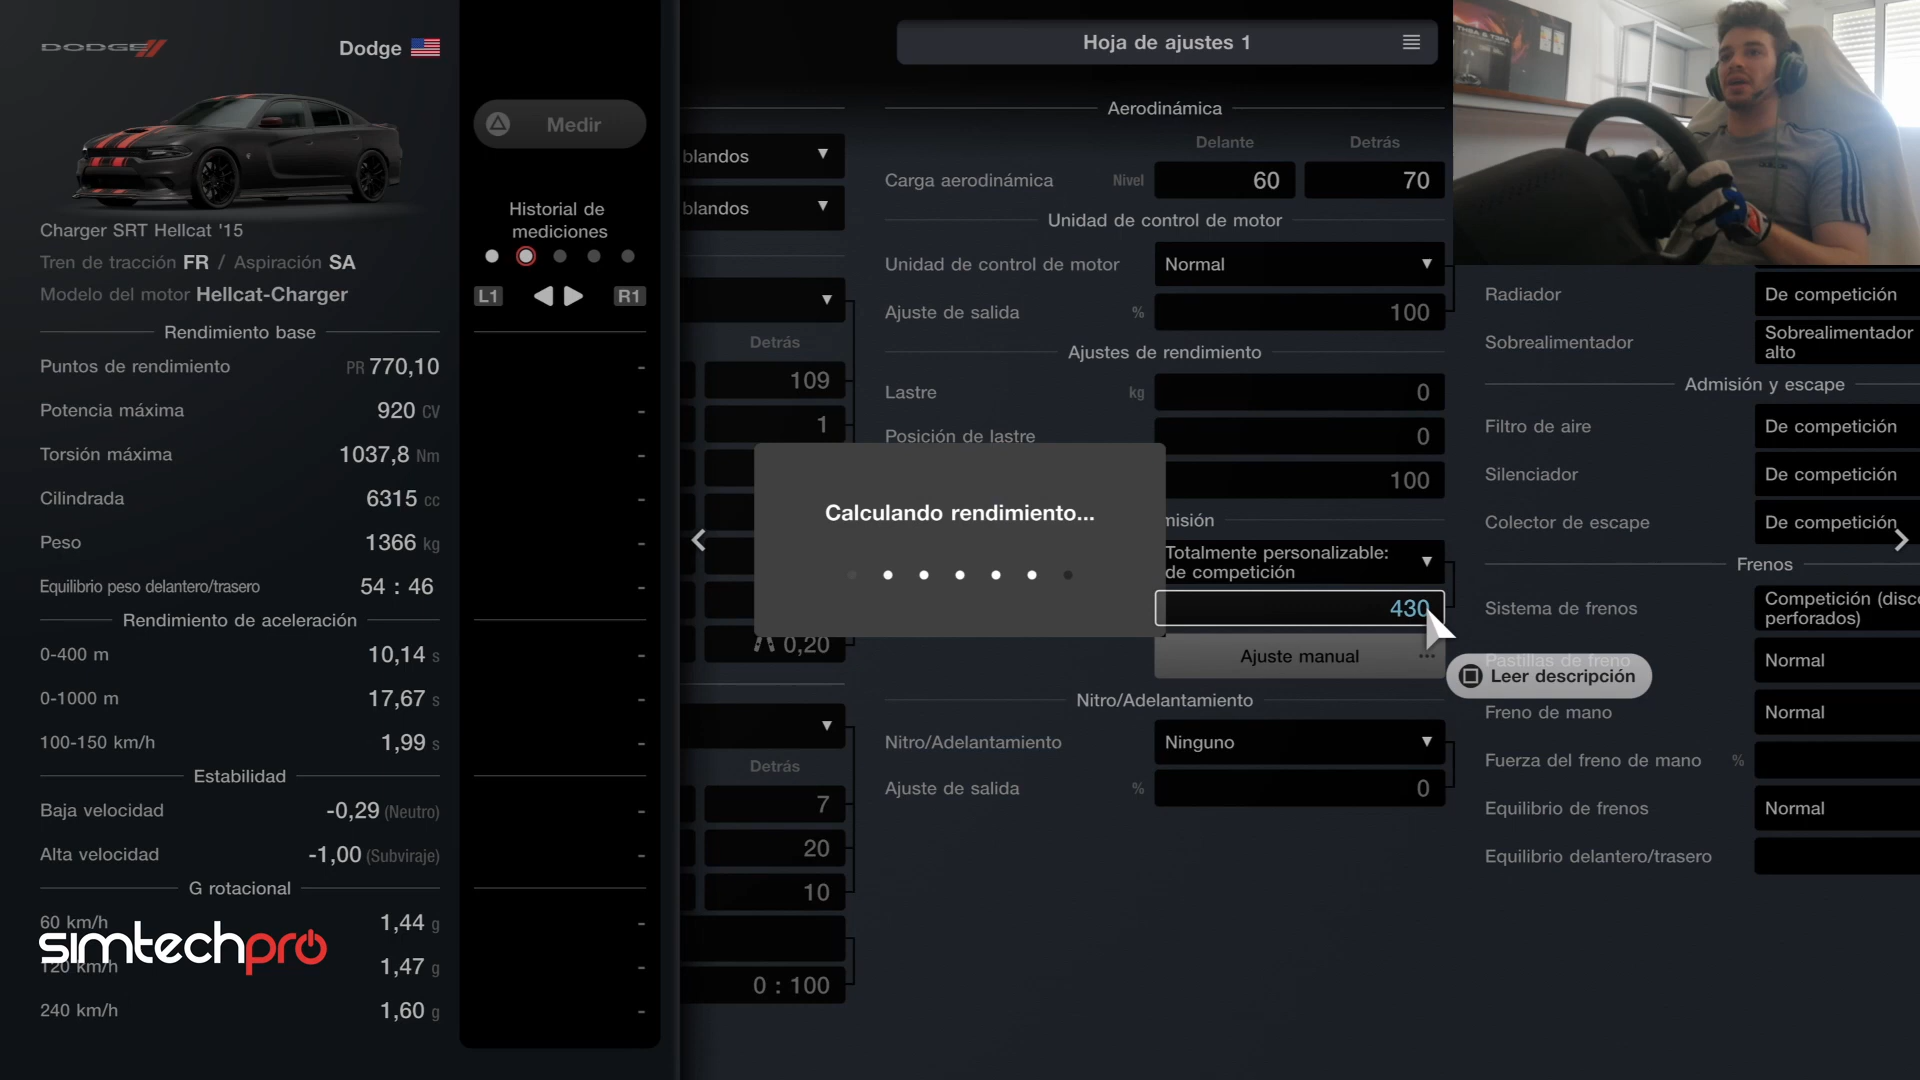 DODGE
Dodge
Charger SRT Hellcat '15
Tren de tracción FR / Aspiración SA
Modelo del motor Hellcat-Charger
Rendimiento base
Puntos de rendimiento PR 770,10
Potencia máxima 920 CV
Torsión máxima 1037,8 Nm
Cilindrada 6315 cc
Peso 1366 kg
Equilibrio peso delantero/trasero 54 : 46
Rendimiento de aceleración
0-400 m 10,14 s
0-1000 m 17,67 s
100-150 km/h 1,99 s
Estabilidad
Baja velocidad -0,29 (Neutro)
Alta velocidad -1,00 (Subviraje)
G rotacional
60 km/h 1,44 g
simtechpro
120 km/h 1,47 g
240 km/h 1,60 g
Medir
Historial de
mediciones
L1 R1
-
-
-
-
-
-
-
-
-
-
-
-
-
blandos
blandos
Detrás
109
1
0,20
Detrás
7
20
10
0 : 100
Hoja de ajustes 1
Aerodinámica
Delante Detrás
Carga aerodinámica Nivel 60 70
Unidad de control de motor
Unidad de control de motor Normal
Ajuste de salida % 100
Ajustes de rendimiento
Lastre kg 0
Posición de lastre 0
100
Calculando rendimiento...
misión
Totalmente personalizable:
de competición
430
Ajuste manual ...
Leer descripción
Nitro/Adelantamiento
Nitro/Adelantamiento Ninguno
Ajuste de salida % 0
Radiador De competición
Sobrealimentador Sobrealimentador
alto
Admisión y escape
Filtro de aire De competición
Silenciador De competición
Colector de escape De competición
Frenos
Sistema de frenos Competición (disco
perforados)
Pastillas de freno Normal
Freno de mano Normal
Fuerza del freno de mano %
Equilibrio de frenos Normal
Equilibrio delantero/trasero